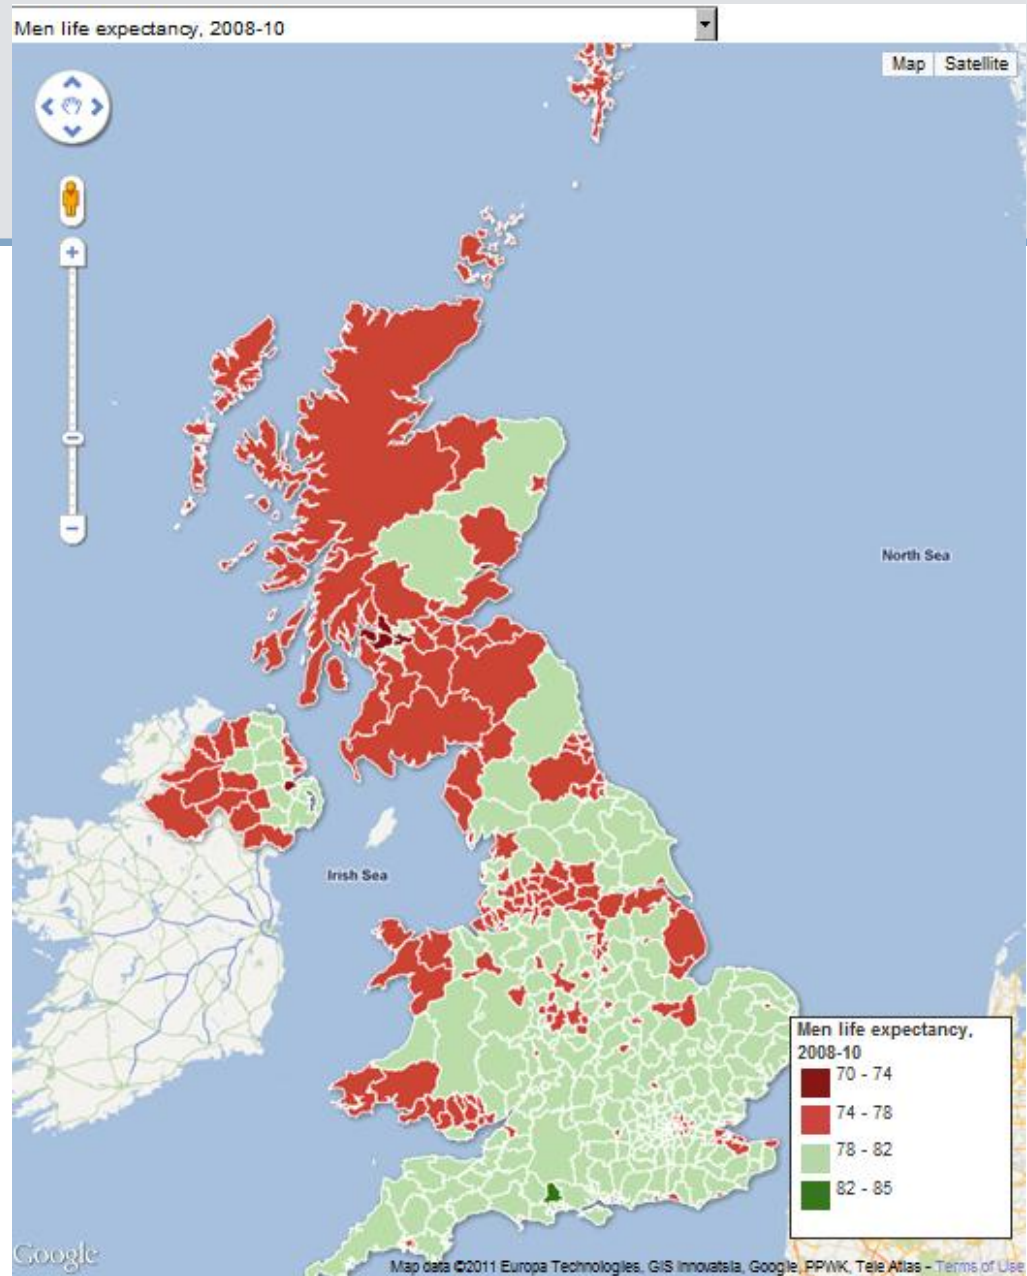 Men life expectancy, 2008-10
Map Satellite
North Sea
Irish Sea
Men life expectancy,
2008-10
70 - 74
74 - 78
78 - 82
82 - 85
Google
Map data ©2011 Europa Technologies, GIS Innovatsia, Google, PPWK, Tele Atlas - Terms of Use